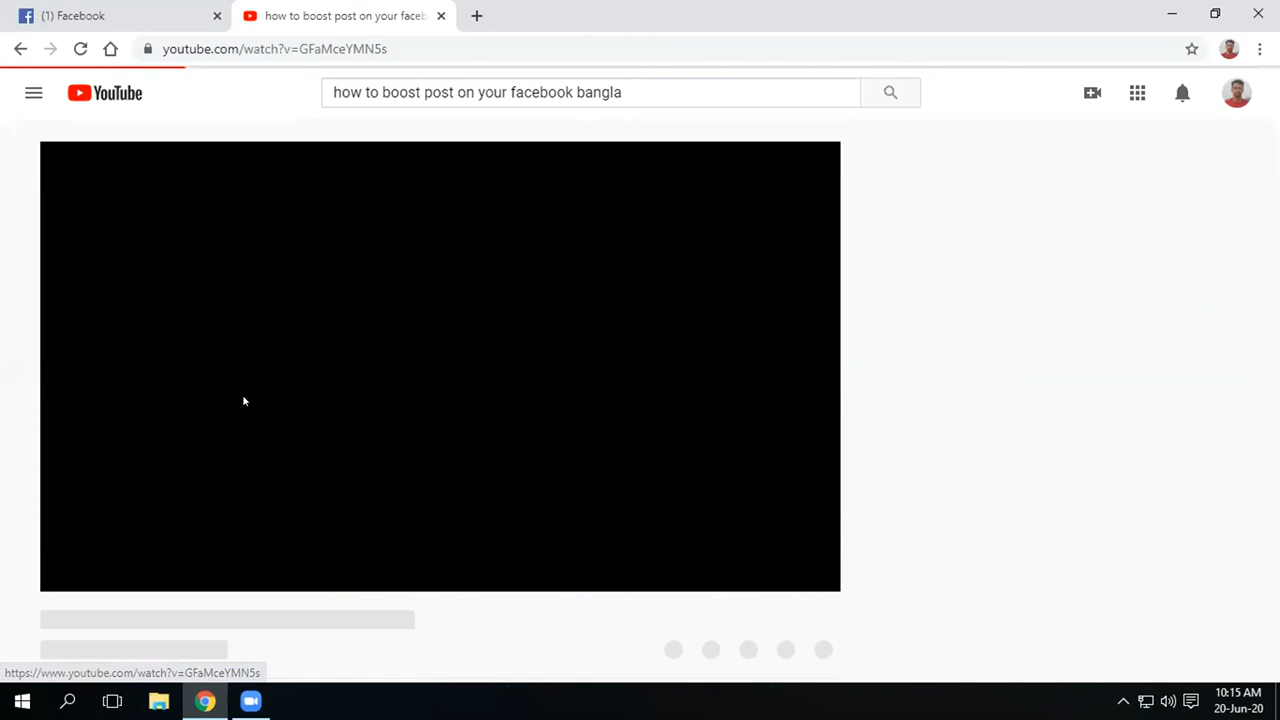 (1) Facebook
how to boost post on your faceb
youtube.com/watch?v=GFaMceYMN5s
YouTube
how to boost post on your facebook bangla
https://www.youtube.com/watch?v=GFaMceYMN5s
10:15 AM
20-Jun-20